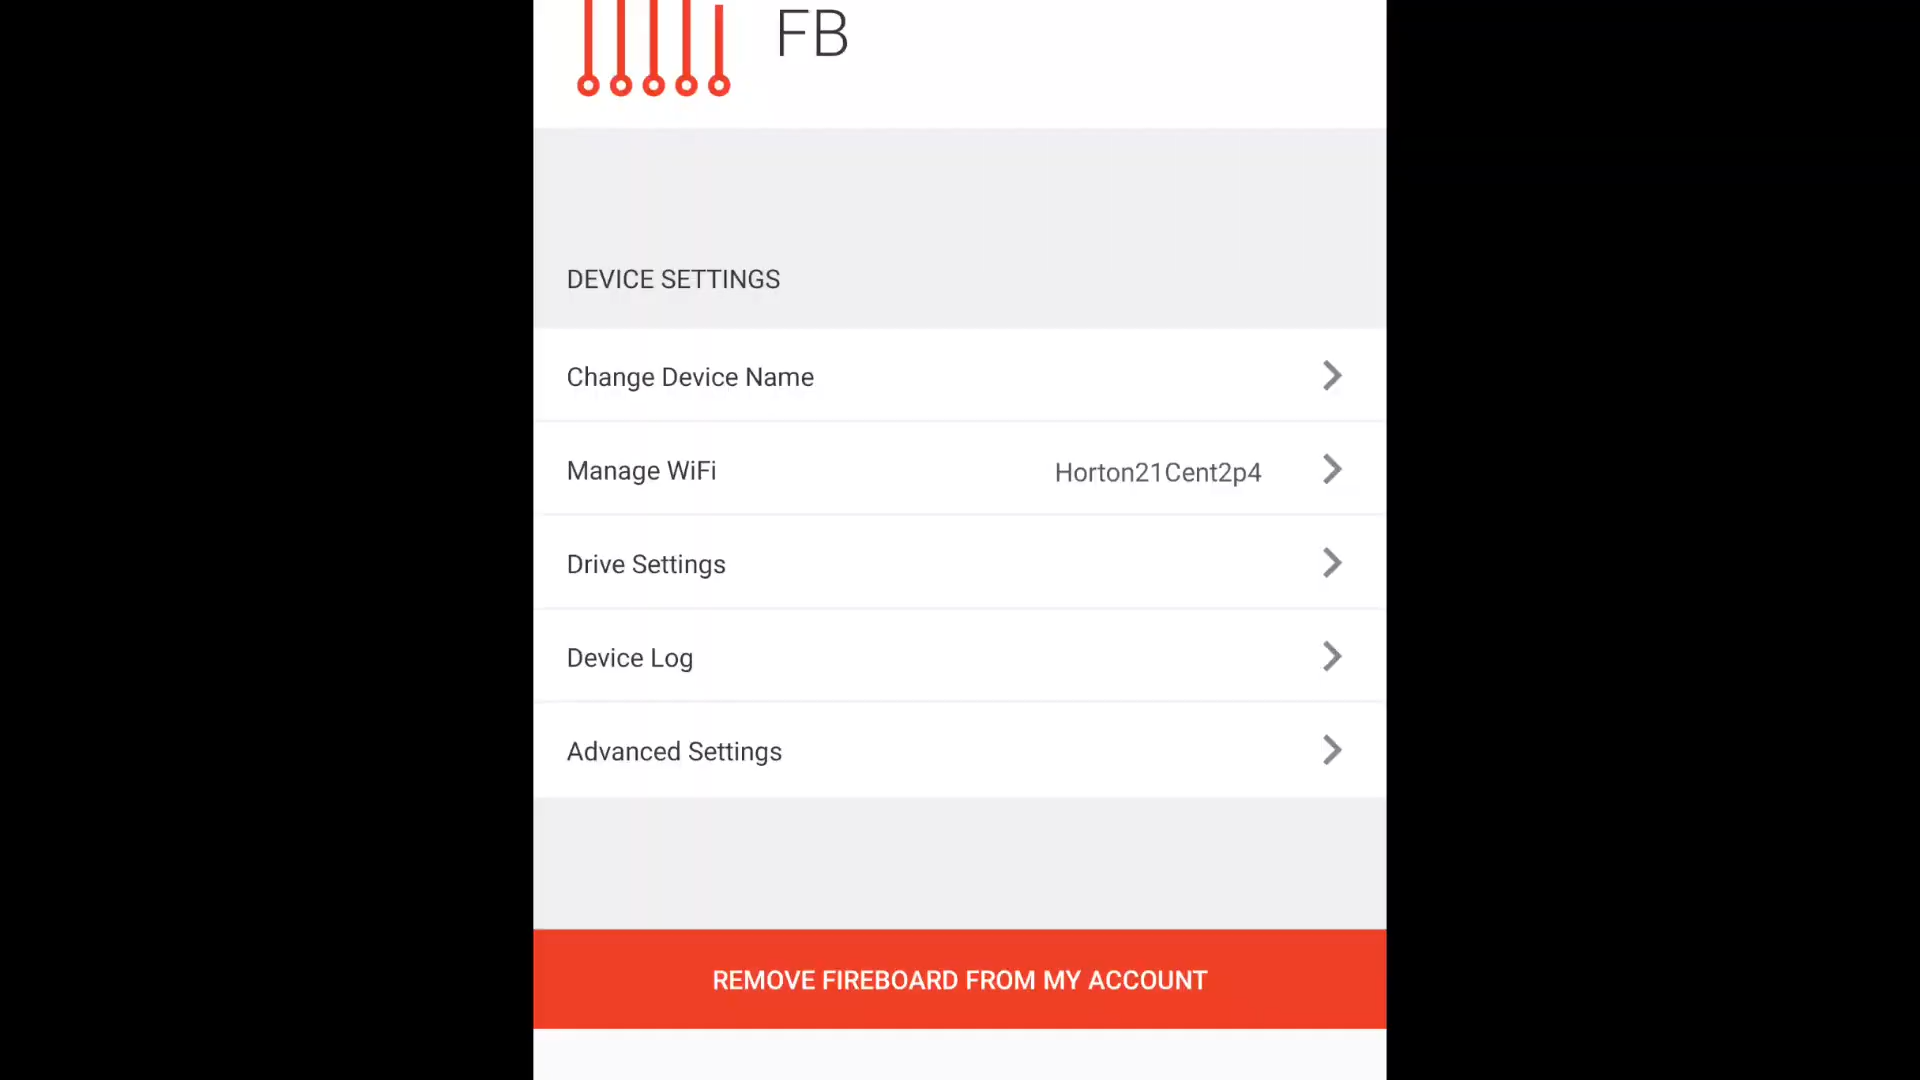 FB
DEVICE SETTINGS
Change Device Name
Manage WiFi Horton21Cent2p4
Drive Settings
Device Log
Advanced Settings
REMOVE FIREBOARD FROM MY ACCOUNT